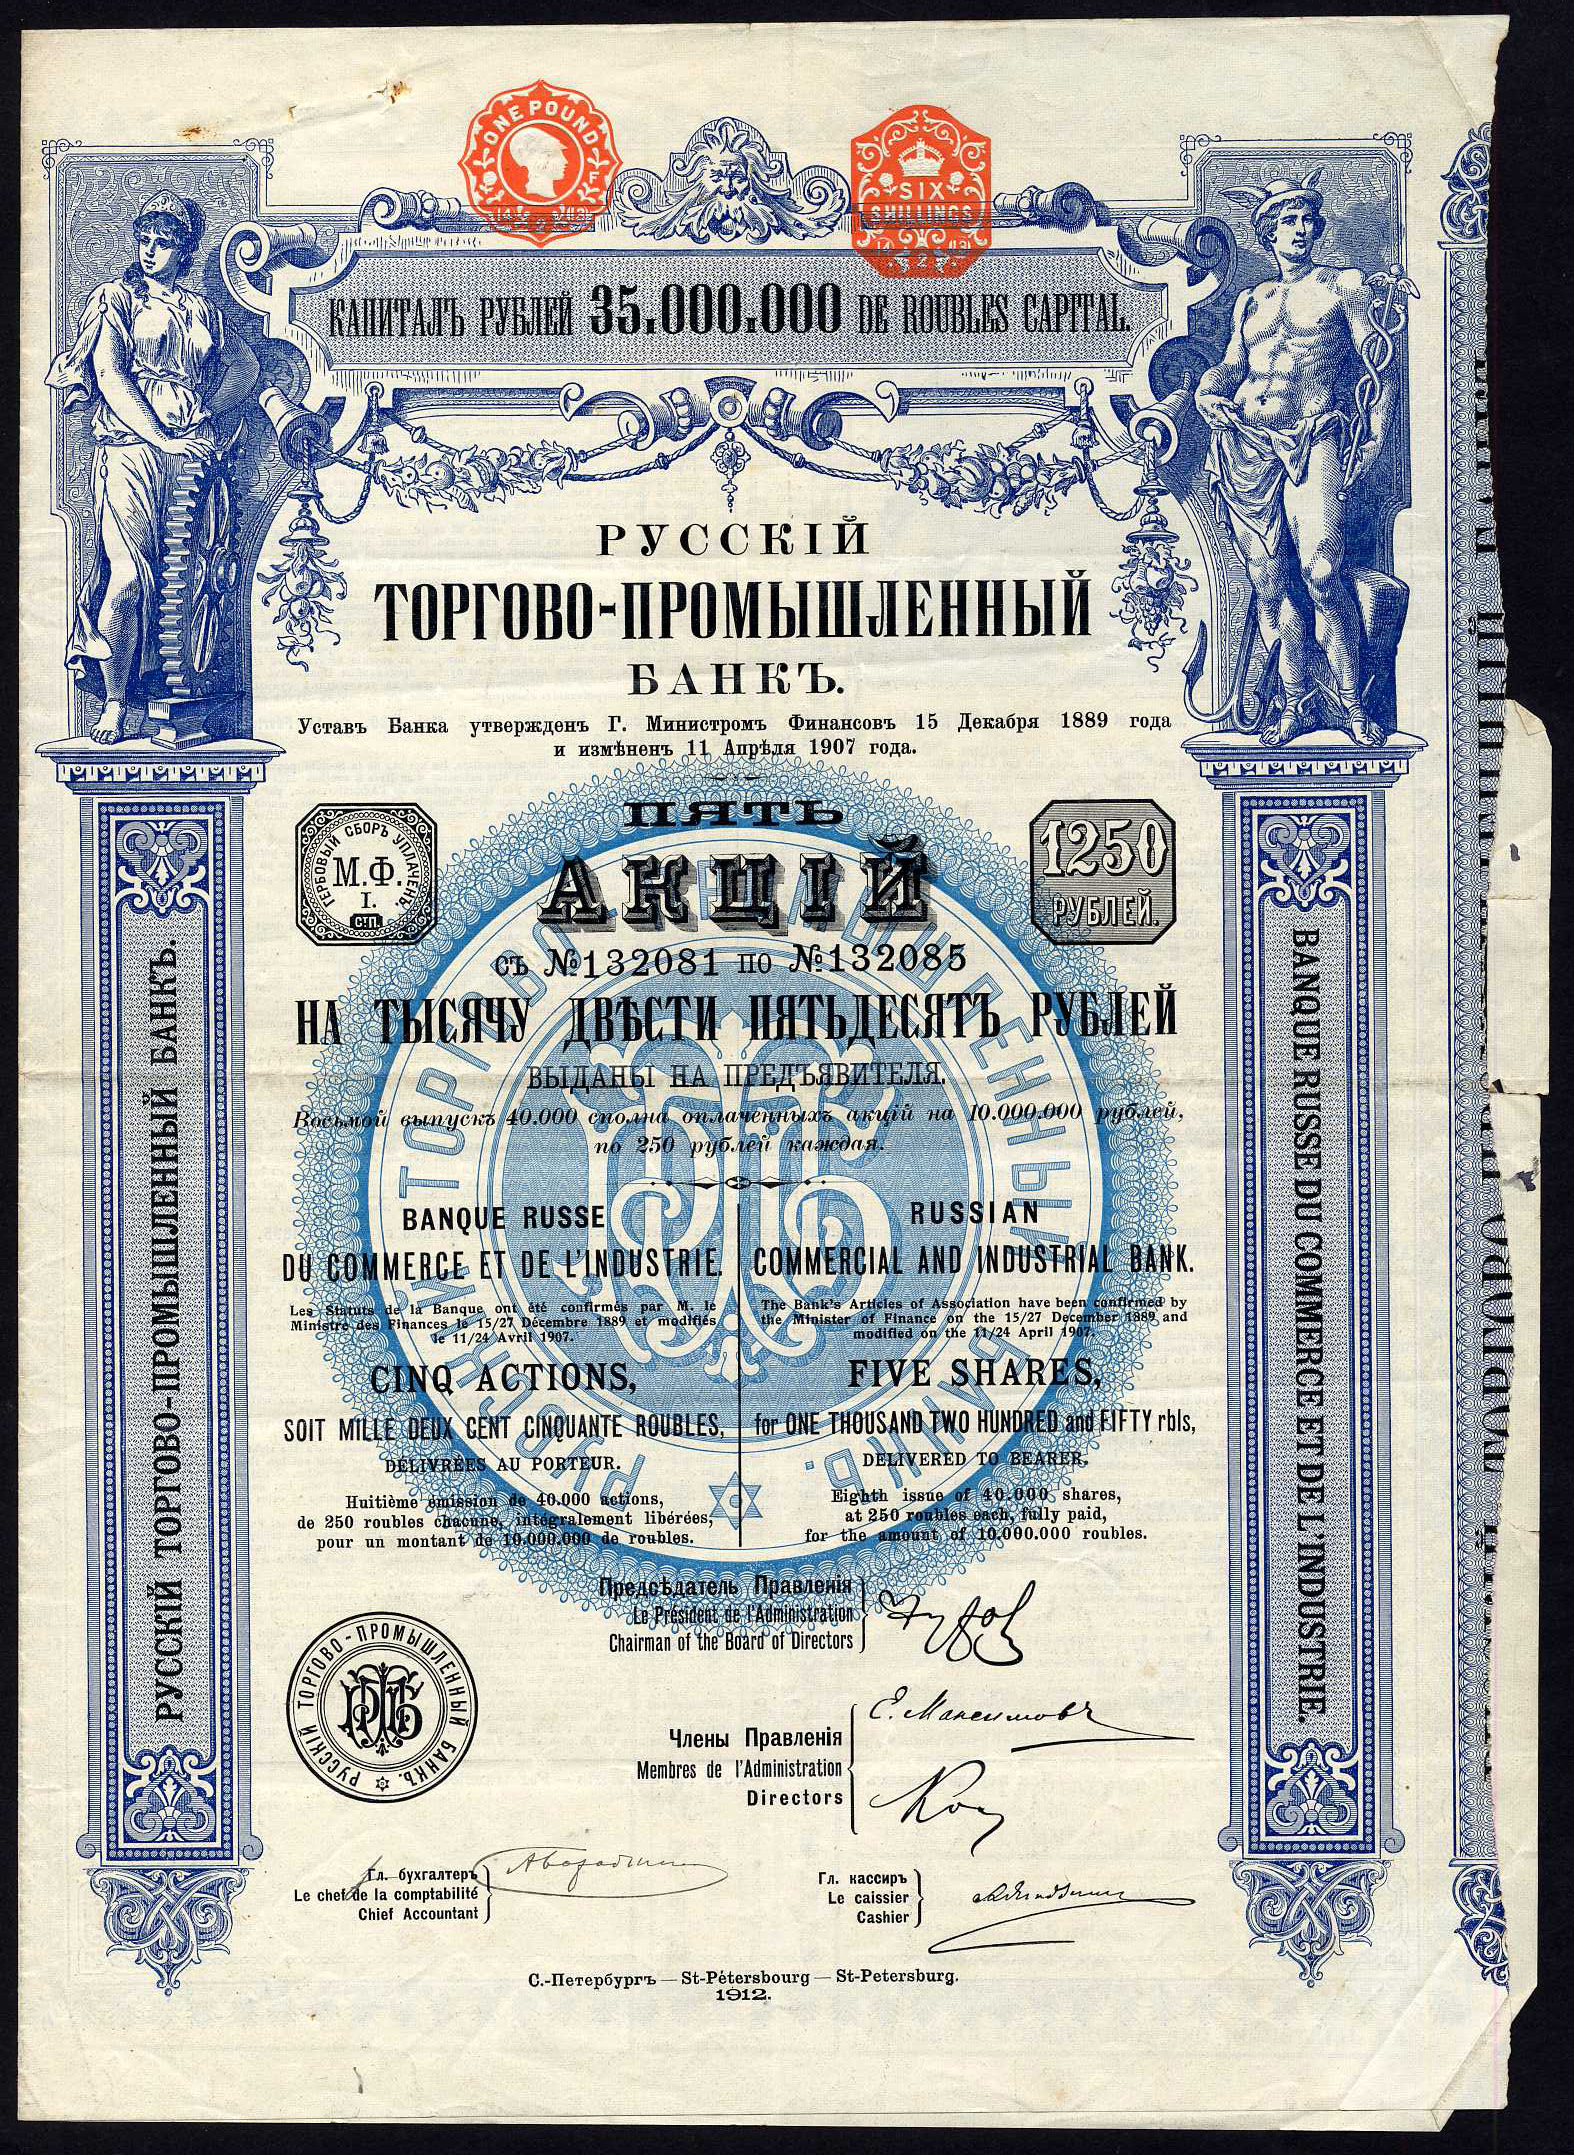 ONE POUND
SIX
SHILLINGS
КАПИТАЛЪ РУБЛЕЙ 35.000.000 DE ROUBLES CAPITAL.
РУССКІЙ
ТОРГОВО-ПРОМЫШЛЕННЫЙ
БАНКЪ.
Уставъ Банка утвержденъ Г. Министромъ Финансовъ 15 Декабря 1889 года
и измѣненъ 11 Апрѣля 1907 года.
ГЕРБОВЫЙ СБОРЪ УПЛАЧЕНЪ.
М.Ф.
I.
СТП.
ПЯТЬ
АКЦІЙ
1250
РУБЛЕЙ.
съ №132081 по №132085
НА ТЫСЯЧУ ДВѢСТИ ПЯТЬДЕСЯТЪ РУБЛЕЙ
ВЫДАНЫ НА ПРЕДЪЯВИТЕЛЯ.
Восьмой выпускъ 40.000 сполна оплаченныхъ акцій на 10.000.000 рублей,
по 250 рублей каждая.
РУССКІЙ ТОРГОВО-ПРОМЫШЛЕННЫЙ БАНКЪ.
BANQUE RUSSE
DU COMMERCE ET DE L'INDUSTRIE.
Les Statuts de la Banque ont été confirmés par M. le
Ministre des Finances le 15/27 Décembre 1889 et modifiés
le 11/24 Avril 1907.
CINQ ACTIONS,
SOIT MILLE DEUX CENT CINQUANTE ROUBLES,
DÉLIVRÉES AU PORTEUR.
Huitième émission de 40.000 actions,
de 250 roubles chacune, intégralement libérées,
pour un montant de 10.000.000 de roubles.
RUSSIAN
COMMERCIAL AND INDUSTRIAL BANK.
The Bank's Articles of Association have been confirmed by
the Minister of Finance on the 15/27 December 1889 and
modified on the 11/24 April 1907.
FIVE SHARES,
for ONE THOUSAND TWO HUNDRED and FIFTY rbls,
DELIVERED TO BEARER.
Eighth issue of 40.000 shares,
at 250 roubles each, fully paid,
for the amount of 10.000.000 roubles.
РУССКІЙ ТОРГОВО-ПРОМЫШЛЕННЫЙ БАНКЪ.
BANQUE RUSSE DU COMMERCE ET DE L'INDUSTRIE.
Предсѣдатель Правленія
Le Président de l'Administration
Chairman of the Board of Directors
РУССКІЙ ТОРГОВО-ПРОМЫШЛЕННЫЙ БАНКЪ.
Члены Правленія
Membres de l'Administration
Directors
Е. Максимовъ
Гл. бухгалтеръ
Le chef de la comptabilité
Chief Accountant
Гл. кассиръ
Le caissier
Cashier
С.-Петербургъ — St-Pétersbourg — St-Petersburg.
1912.